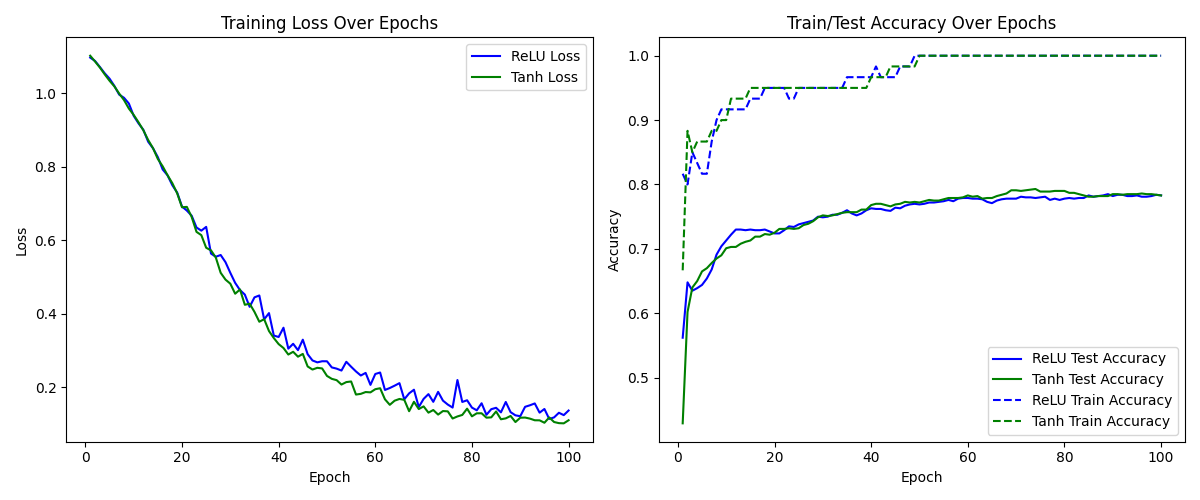 Training Loss Over Epochs
ReLU Loss
Tanh Loss
1.0
0.8
0.6
0.4
0.2
Loss
0 20 40 60 80 100
Epoch
Train/Test Accuracy Over Epochs
1.0
0.9
0.8
0.7
0.6
0.5
Accuracy
ReLU Test Accuracy
Tanh Test Accuracy
ReLU Train Accuracy
Tanh Train Accuracy
0 20 40 60 80 100
Epoch